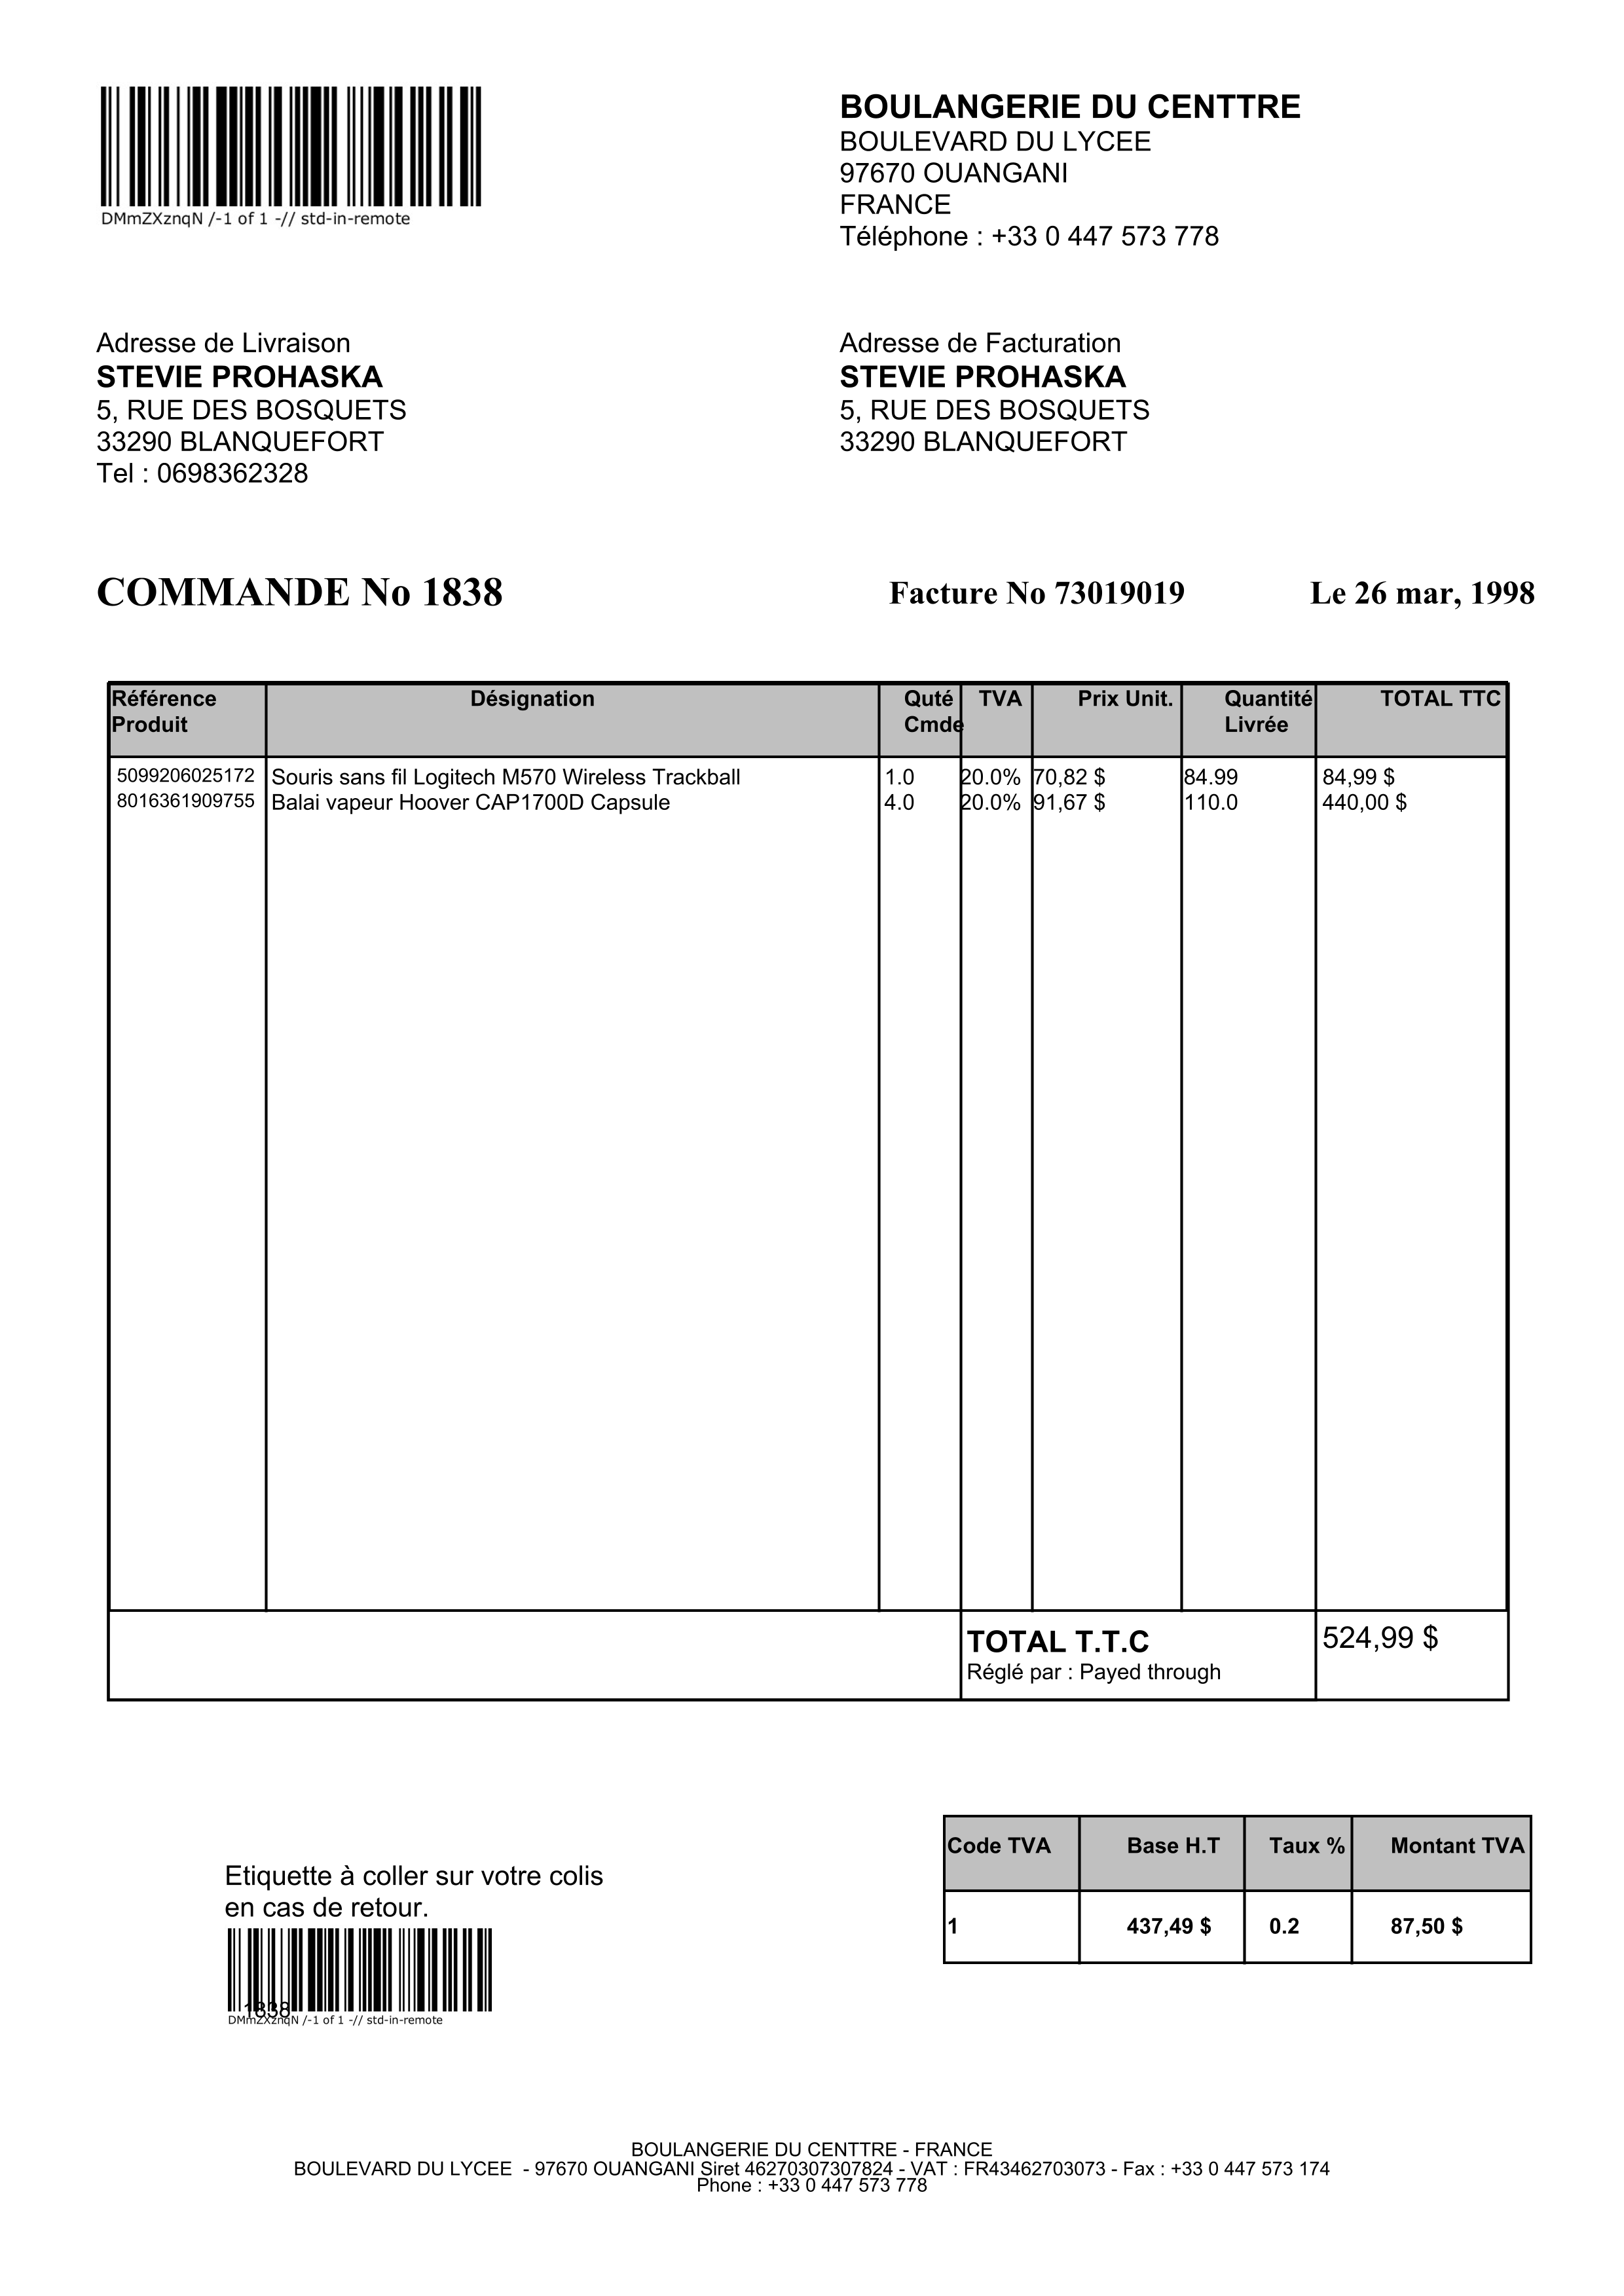 DMmZXznqN /-1 of 1 -// std-in-remote
BOULANGERIE DU CENTTRE
BOULEVARD DU LYCEE
97670 OUANGANI
FRANCE
Téléphone : +33 0 447 573 778
Adresse de Livraison
STEVIE PROHASKA
5, RUE DES BOSQUETS
33290 BLANQUEFORT
Tel : 0698362328
Adresse de Facturation
STEVIE PROHASKA
5, RUE DES BOSQUETS
33290 BLANQUEFORT
COMMANDE No 1838 Facture No 73019019 Le 26 mar, 1998
Référence Désignation Quté TVA Prix Unit. Quantité TOTAL TTC
Produit Cmde Livrée
5099206025172 Souris sans fil Logitech M570 Wireless Trackball 1.0 20.0% 70,82 $ 84.99 84,99 $
8016361909755 Balai vapeur Hoover CAP1700D Capsule 4.0 20.0% 91,67 $ 110.0 440,00 $
TOTAL T.T.C 524,99 $
Réglé par : Payed through
Code TVA Base H.T Taux % Montant TVA
1 437,49 $ 0.2 87,50 $
Etiquette à coller sur votre colis
en cas de retour.
1838
DMmZXznqN /-1 of 1 -// std-in-remote
BOULANGERIE DU CENTTRE - FRANCE
BOULEVARD DU LYCEE - 97670 OUANGANI Siret 46270307307824 - VAT : FR43462703073 - Fax : +33 0 447 573 174
Phone : +33 0 447 573 778